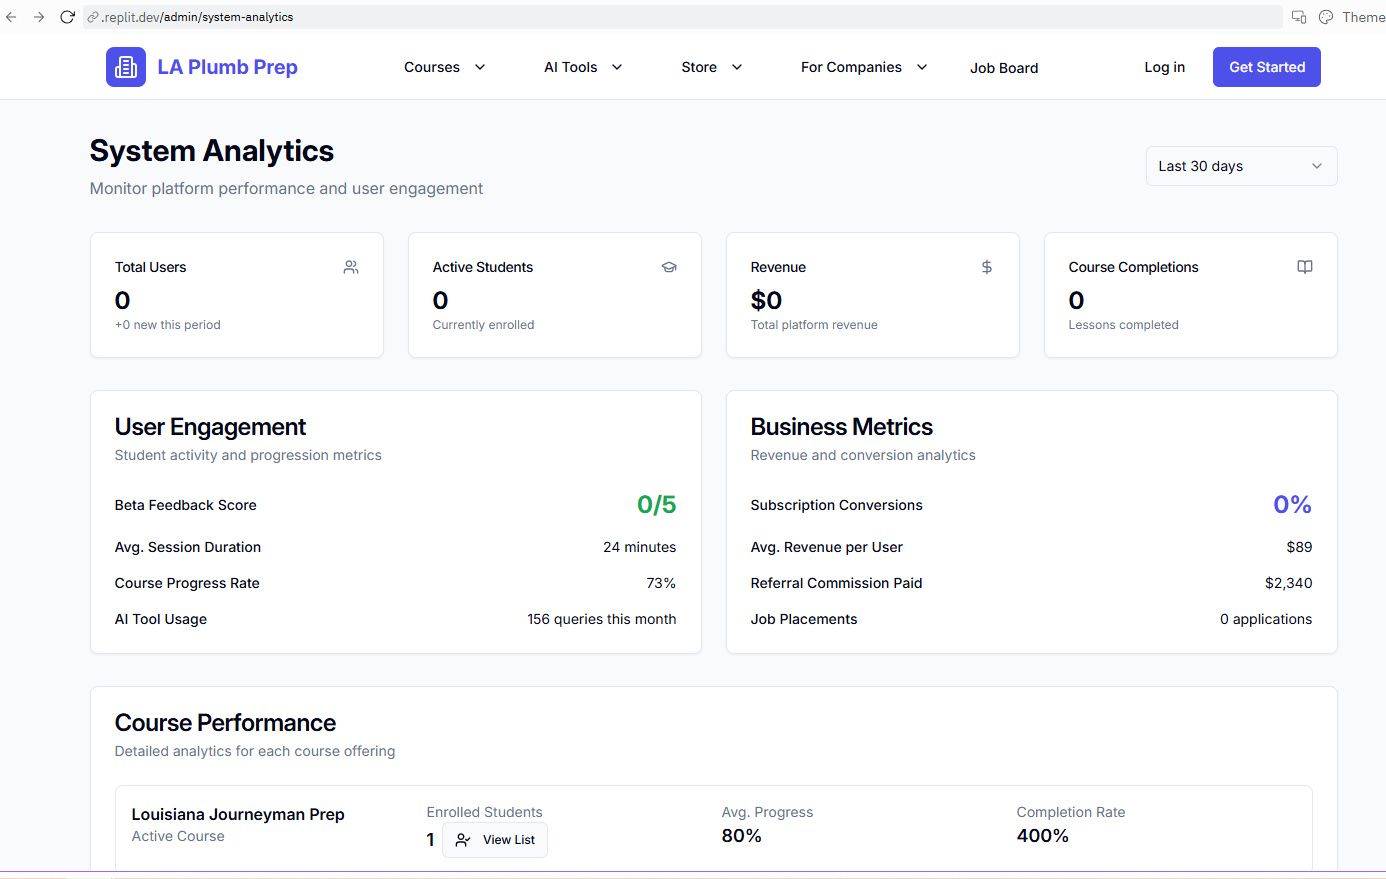 .replit.dev/admin/system-analytics
Theme
LA Plumb Prep
Courses
AI Tools
Store
For Companies
Job Board
Log in
Get Started
System Analytics
Monitor platform performance and user engagement
Last 30 days
Total Users
0
+0 new this period
Active Students
0
Currently enrolled
Revenue
$0
Total platform revenue
Course Completions
0
Lessons completed
User Engagement
Student activity and progression metrics
Beta Feedback Score 0/5
Avg. Session Duration 24 minutes
Course Progress Rate 73%
AI Tool Usage 156 queries this month
Business Metrics
Revenue and conversion analytics
Subscription Conversions 0%
Avg. Revenue per User $89
Referral Commission Paid $2,340
Job Placements 0 applications
Course Performance
Detailed analytics for each course offering
Louisiana Journeyman Prep
Active Course
Enrolled Students
1 View List
Avg. Progress
80%
Completion Rate
400%